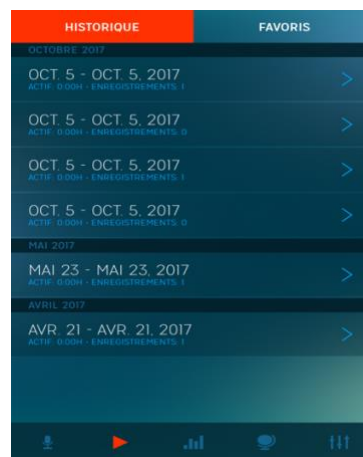 HISTORIQUE FAVORIS
OCTOBRE 2017
OCT. 5 - OCT. 5, 2017
ACTIF: 0:00H - ENREGISTREMENTS: 1
OCT. 5 - OCT. 5, 2017
ACTIF: 0:00H - ENREGISTREMENTS: 0
OCT. 5 - OCT. 5, 2017
ACTIF: 0:00H - ENREGISTREMENTS: 1
OCT. 5 - OCT. 5, 2017
ACTIF: 0:00H - ENREGISTREMENTS: 0
MAI 2017
MAI 23 - MAI 23, 2017
ACTIF: 0:00H - ENREGISTREMENTS: 1
AVRIL 2017
AVR. 21 - AVR. 21, 2017
ACTIF: 0:00H - ENREGISTREMENTS: 1